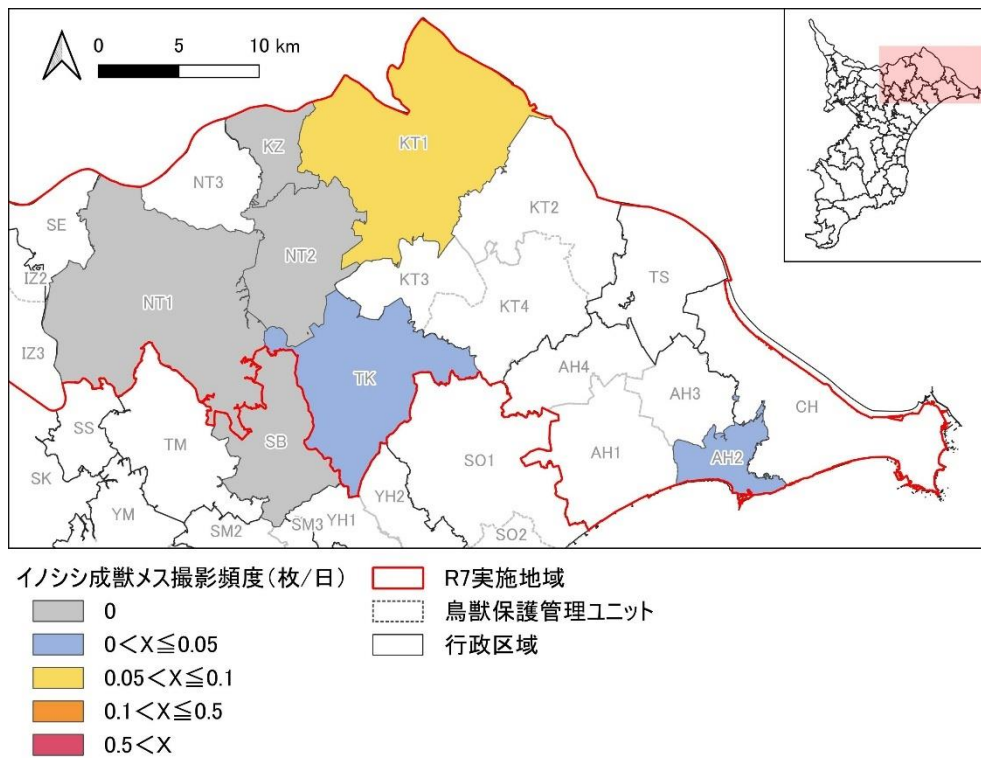 0 5 10 km
KZ
KT1
NT3
SE
KT2
NT2
IZ2
KT3
TS
NT1
KT4
IZ3
TK
AH4
AH3
CH
SS
TM
SB
SO1
AH1
AH2
SK
YH2
YM
SM2
SM3
YH1
SO2
イノシシ成獣メス撮影頻度(枚/日)
0
0<X≦0.05
0.05<X≦0.1
0.1<X≦0.5
0.5<X
R7実施地域
鳥獣保護管理ユニット
行政区域